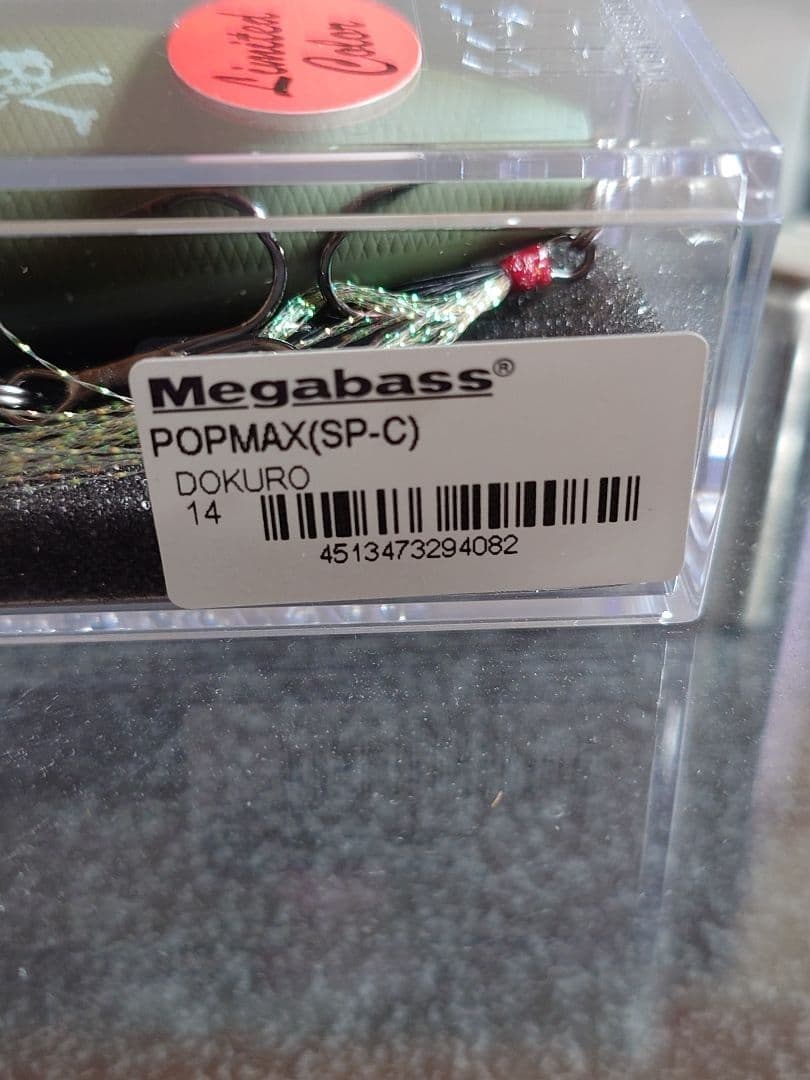 Limited
Color
Megabass®
POPMAX(SP-C)
DOKURO
14
4513473294082